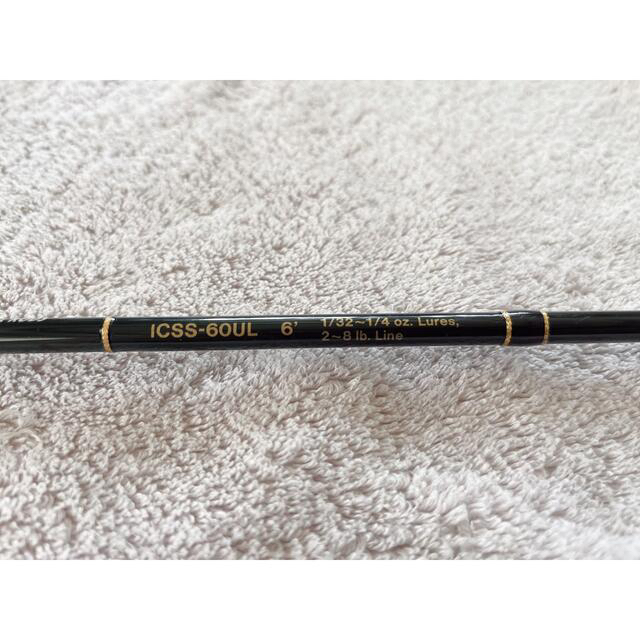 ICSS-60UL 6' 1/32~1/4 oz. Lures,
2~8 lb. Line